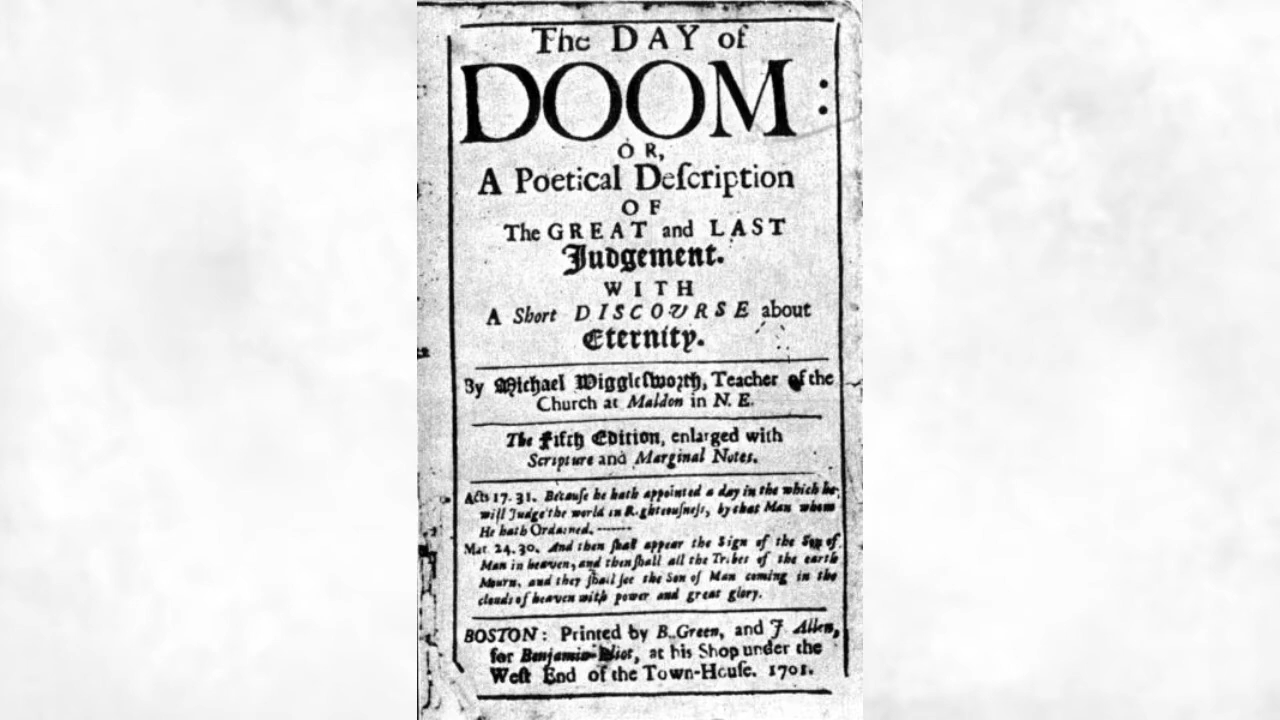 The DAY of
DOOM:
OR,
A Poetical Deſcription
OF
The GREAT and LAST
Judgement.
WITH
A Short DISCOURSE about
Eternity.
By Michael Wiggleſworth, Teacher of the
Church at Maldon in N. E.
The Fifth Edition, enlarged with
Scripture and Marginal Notes.
Acts 17. 31. Becauſe he hath appointed a day in the which he
will Judge the world in Righteouſneſs, by that Man whom
He hath Ordained. -------
Mat. 24. 30. And then ſhal appear the Sign of the Son of
Man in heaven, and then ſhall all the Tribes of the earth
Mourn, and they ſhall ſee the Son of Man coming in the
clouds of heaven with power and great glory.
BOSTON: Printed by B. Green, and J. Allen,
for Benjamin Eliot, at his Shop under the
Weſt End of the Town-Houſe. 1701.